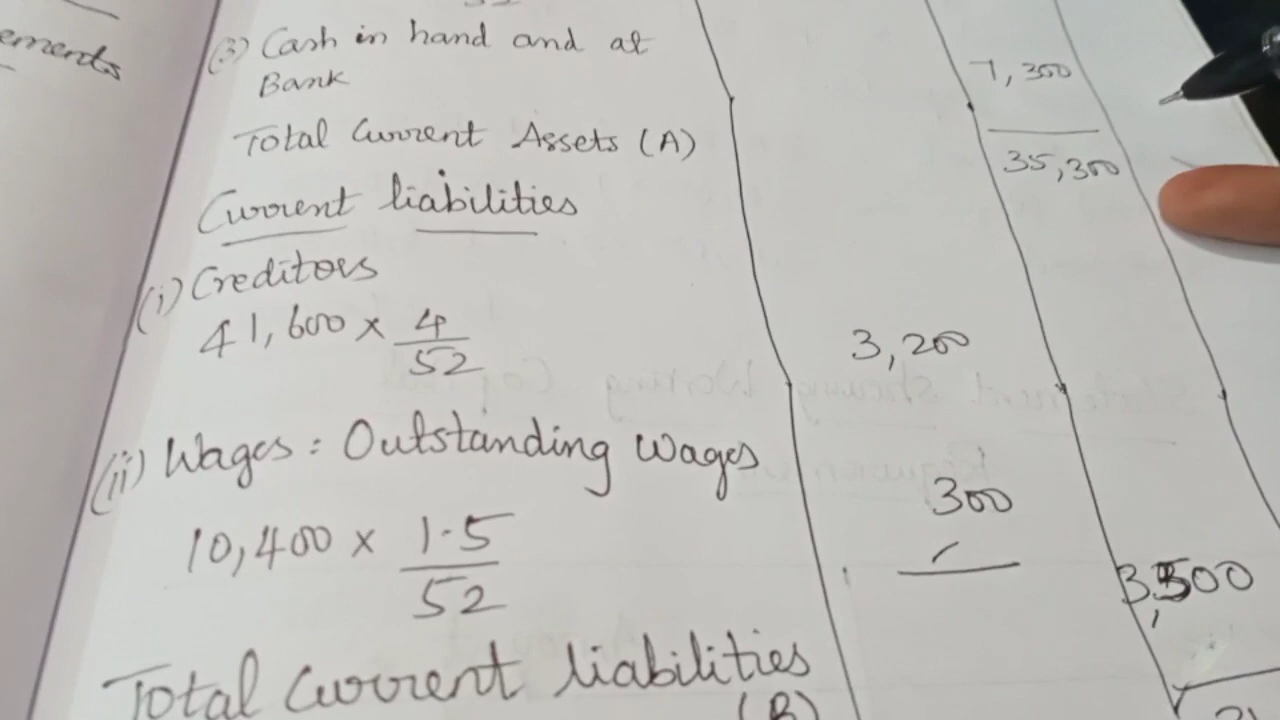 ements
(3) Cash in hand and at
Bank 7,300
Total Current Assets (A) 35,300
Current liabilities
(i) Creditors
41,600 × 4/52 3,200
(ii) Wages : Outstanding wages
10,400 × 1.5/52 300
3,500
Total Current liabilities
(B)